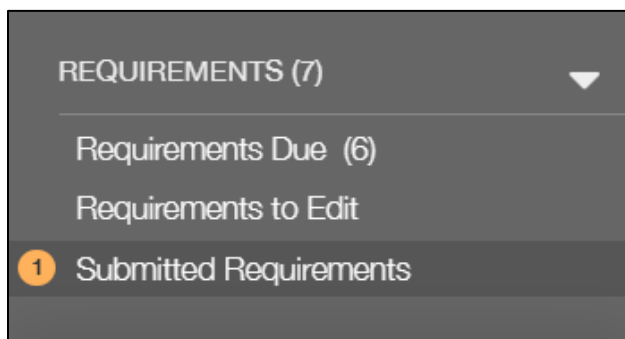 REQUIREMENTS (7)
Requirements Due (6)
Requirements to Edit
1 Submitted Requirements